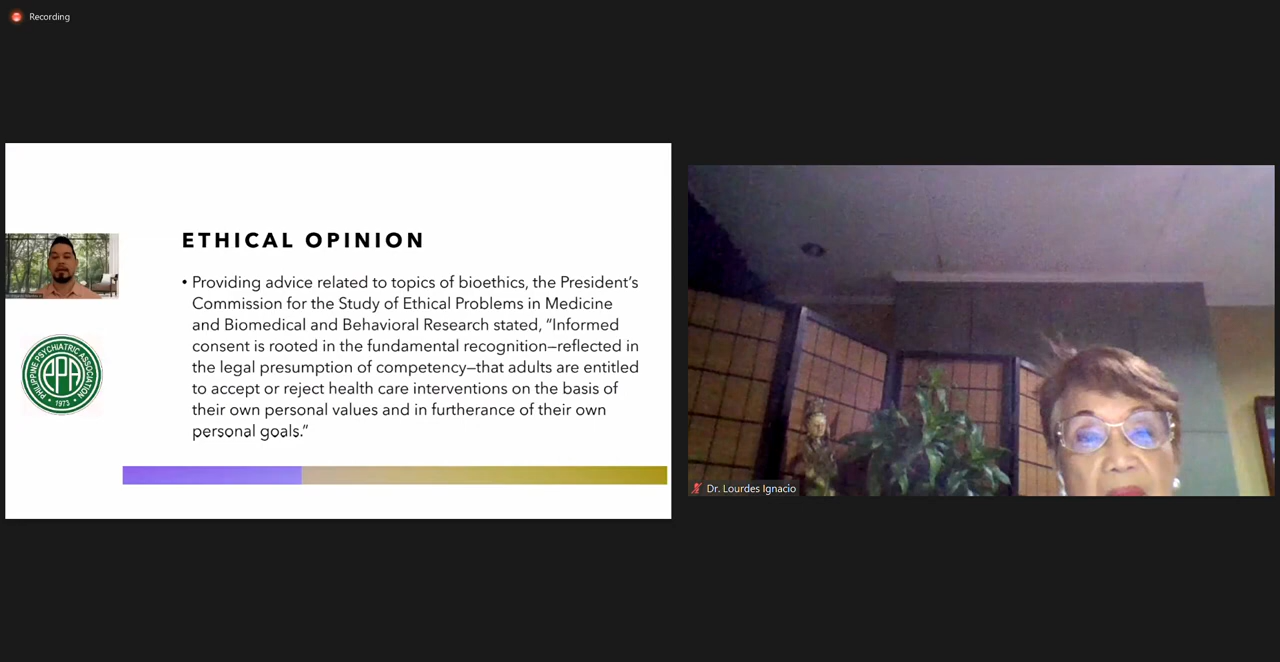 Recording
ETHICAL OPINION
• Providing advice related to topics of bioethics, the President’s
Commission for the Study of Ethical Problems in Medicine
and Biomedical and Behavioral Research stated, “Informed
consent is rooted in the fundamental recognition—reflected in
the legal presumption of competency—that adults are entitled
to accept or reject health care interventions on the basis of
their own personal values and in furtherance of their own
personal goals.”
PHILIPPINE PSYCHIATRIC ASSOCIATION
PPA
• 1973 •
Dr. Lourdes Ignacio